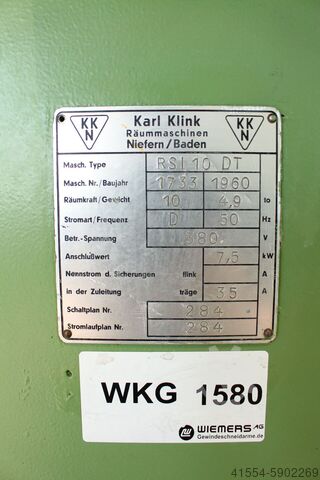 KK
N
Karl Klink
Räummaschinen
Niefern/Baden
KK
N
Masch. Type RSI 10 DT
Masch. Nr./Baujahr 1733 1960
Räumkraft/Gewicht 10 4,9 to
Stromart/Frequenz D 50 Hz
Betr.-Spannung 380 V
Anschlußwert 7,5 kW
Nennstrom d. Sicherungen flink A
in der Zuleitung träge 35 A
Schaltplan Nr. 284
Stromlaufplan Nr. 284
WKG 1580
WIEMERS AG
Gewindeschneidarme.de
41554-5902269